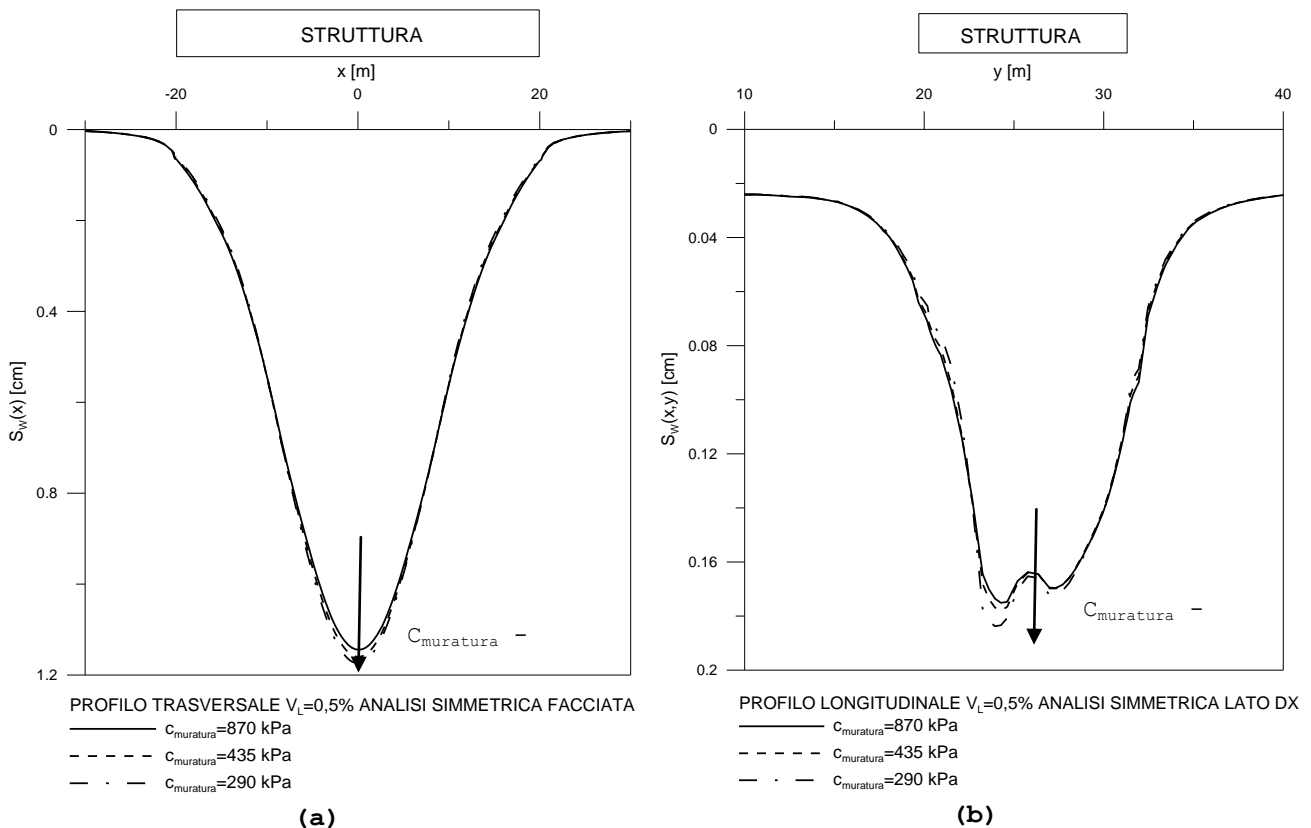 STRUTTURA
x [m]
-20 0 20
0
0.4
0.8
1.2
S_W(x) [cm]
C_muratura –
PROFILO TRASVERSALE V_L=0,5% ANALISI SIMMETRICA FACCIATA
c_muratura=870 kPa
c_muratura=435 kPa
c_muratura=290 kPa
(a)
STRUTTURA
y [m]
10 20 30 40
0
0.04
0.08
0.12
0.16
0.2
S_W(x,y) [cm]
C_muratura –
PROFILO LONGITUDINALE V_L=0,5% ANALISI SIMMETRICA LATO DX
c_muratura=870 kPa
c_muratura=435 kPa
c_muratura=290 kPa
(b)